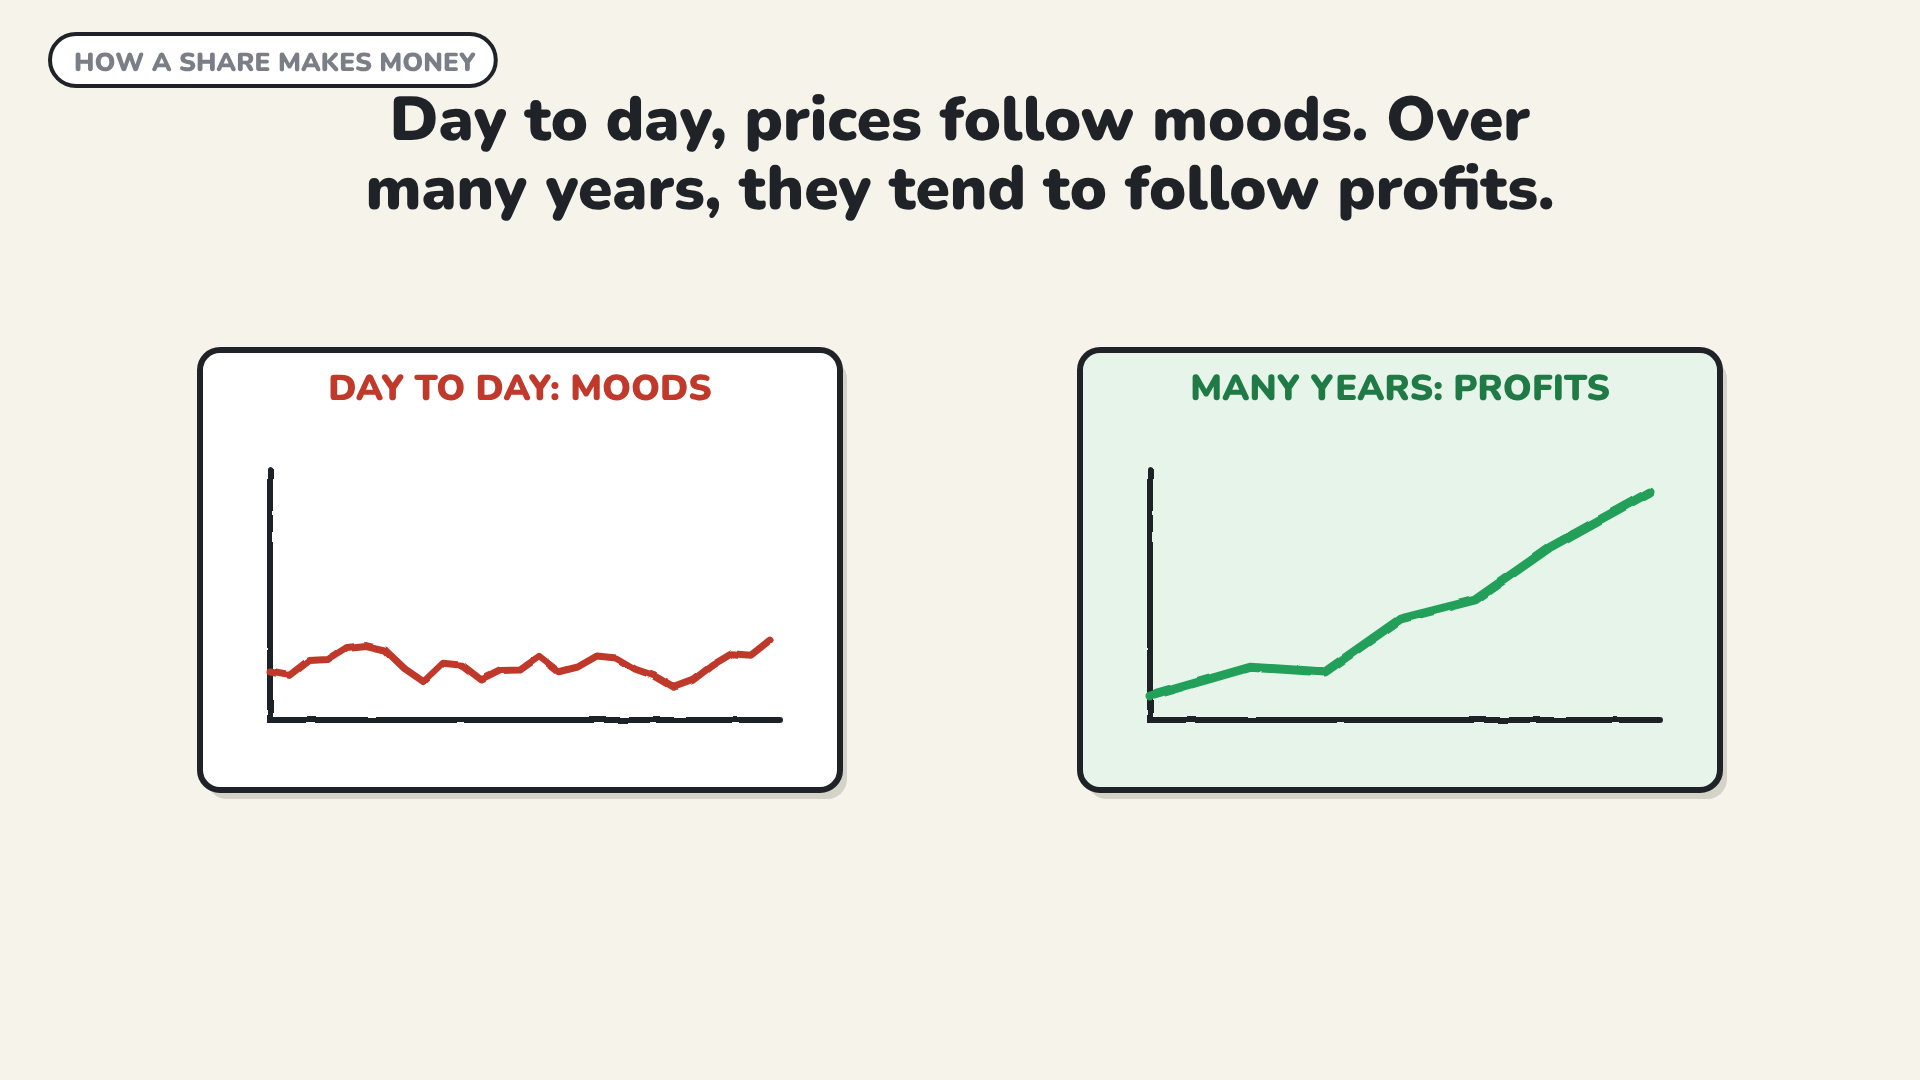 HOW A SHARE MAKES MONEY
Day to day, prices follow moods. Over
many years, they tend to follow profits.
DAY TO DAY: MOODS
MANY YEARS: PROFITS